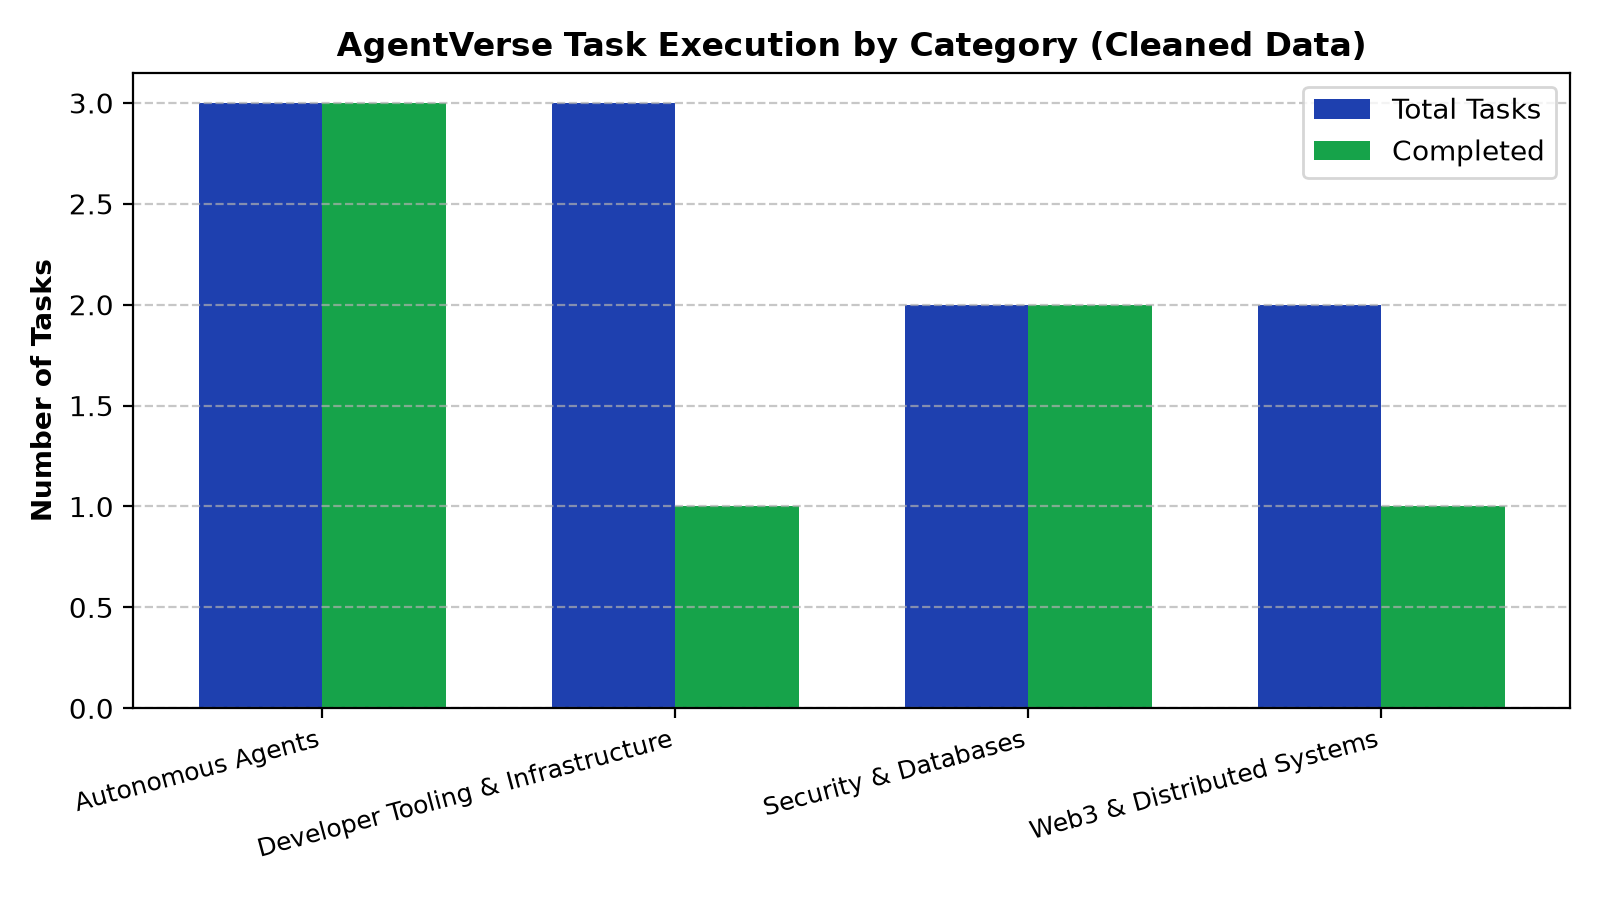 AgentVerse Task Execution by Category (Cleaned Data)
Total Tasks
Completed
Number of Tasks
3.0
2.5
2.0
1.5
1.0
0.5
0.0
Autonomous Agents
Developer Tooling & Infrastructure
Security & Databases
Web3 & Distributed Systems